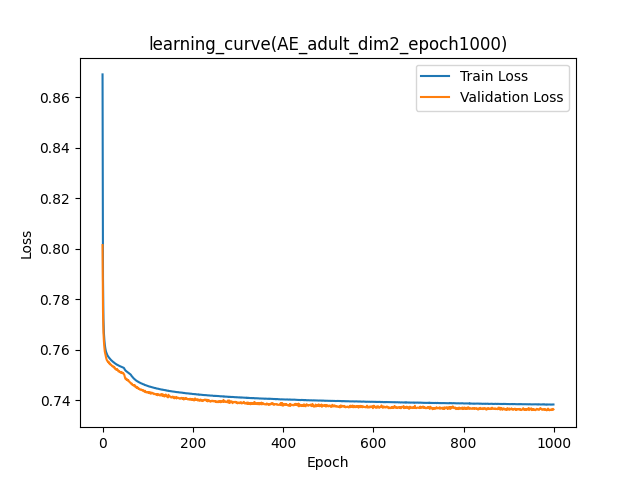 learning_curve(AE_adult_dim2_epoch1000)
Train Loss
Validation Loss
0.86
0.84
0.82
0.80
0.78
0.76
0.74
Loss
0 200 400 600 800 1000
Epoch